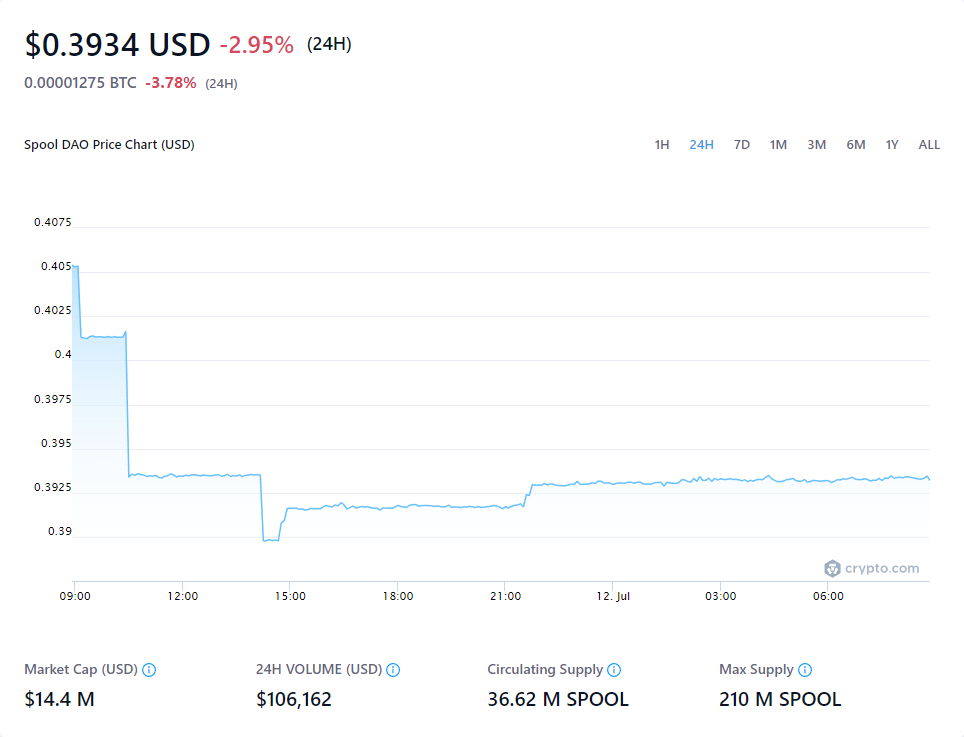 $0.3934 USD -2.95% (24H)
0.00001275 BTC -3.78% (24H)
Spool DAO Price Chart (USD) 1H 24H 7D 1M 3M 6M 1Y ALL
0.4075
0.405
0.4025
0.4
0.3975
0.395
0.3925
0.39
crypto.com
09:00 12:00 15:00 18:00 21:00 12. Jul 03:00 06:00
Market Cap (USD) 24H VOLUME (USD) Circulating Supply Max Supply
$14.4 M $106,162 36.62 M SPOOL 210 M SPOOL